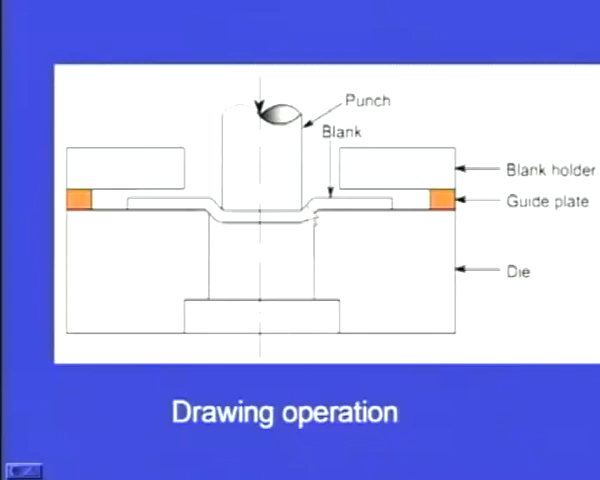 Punch
Blank
Blank holder
Guide plate
Die
Drawing operation